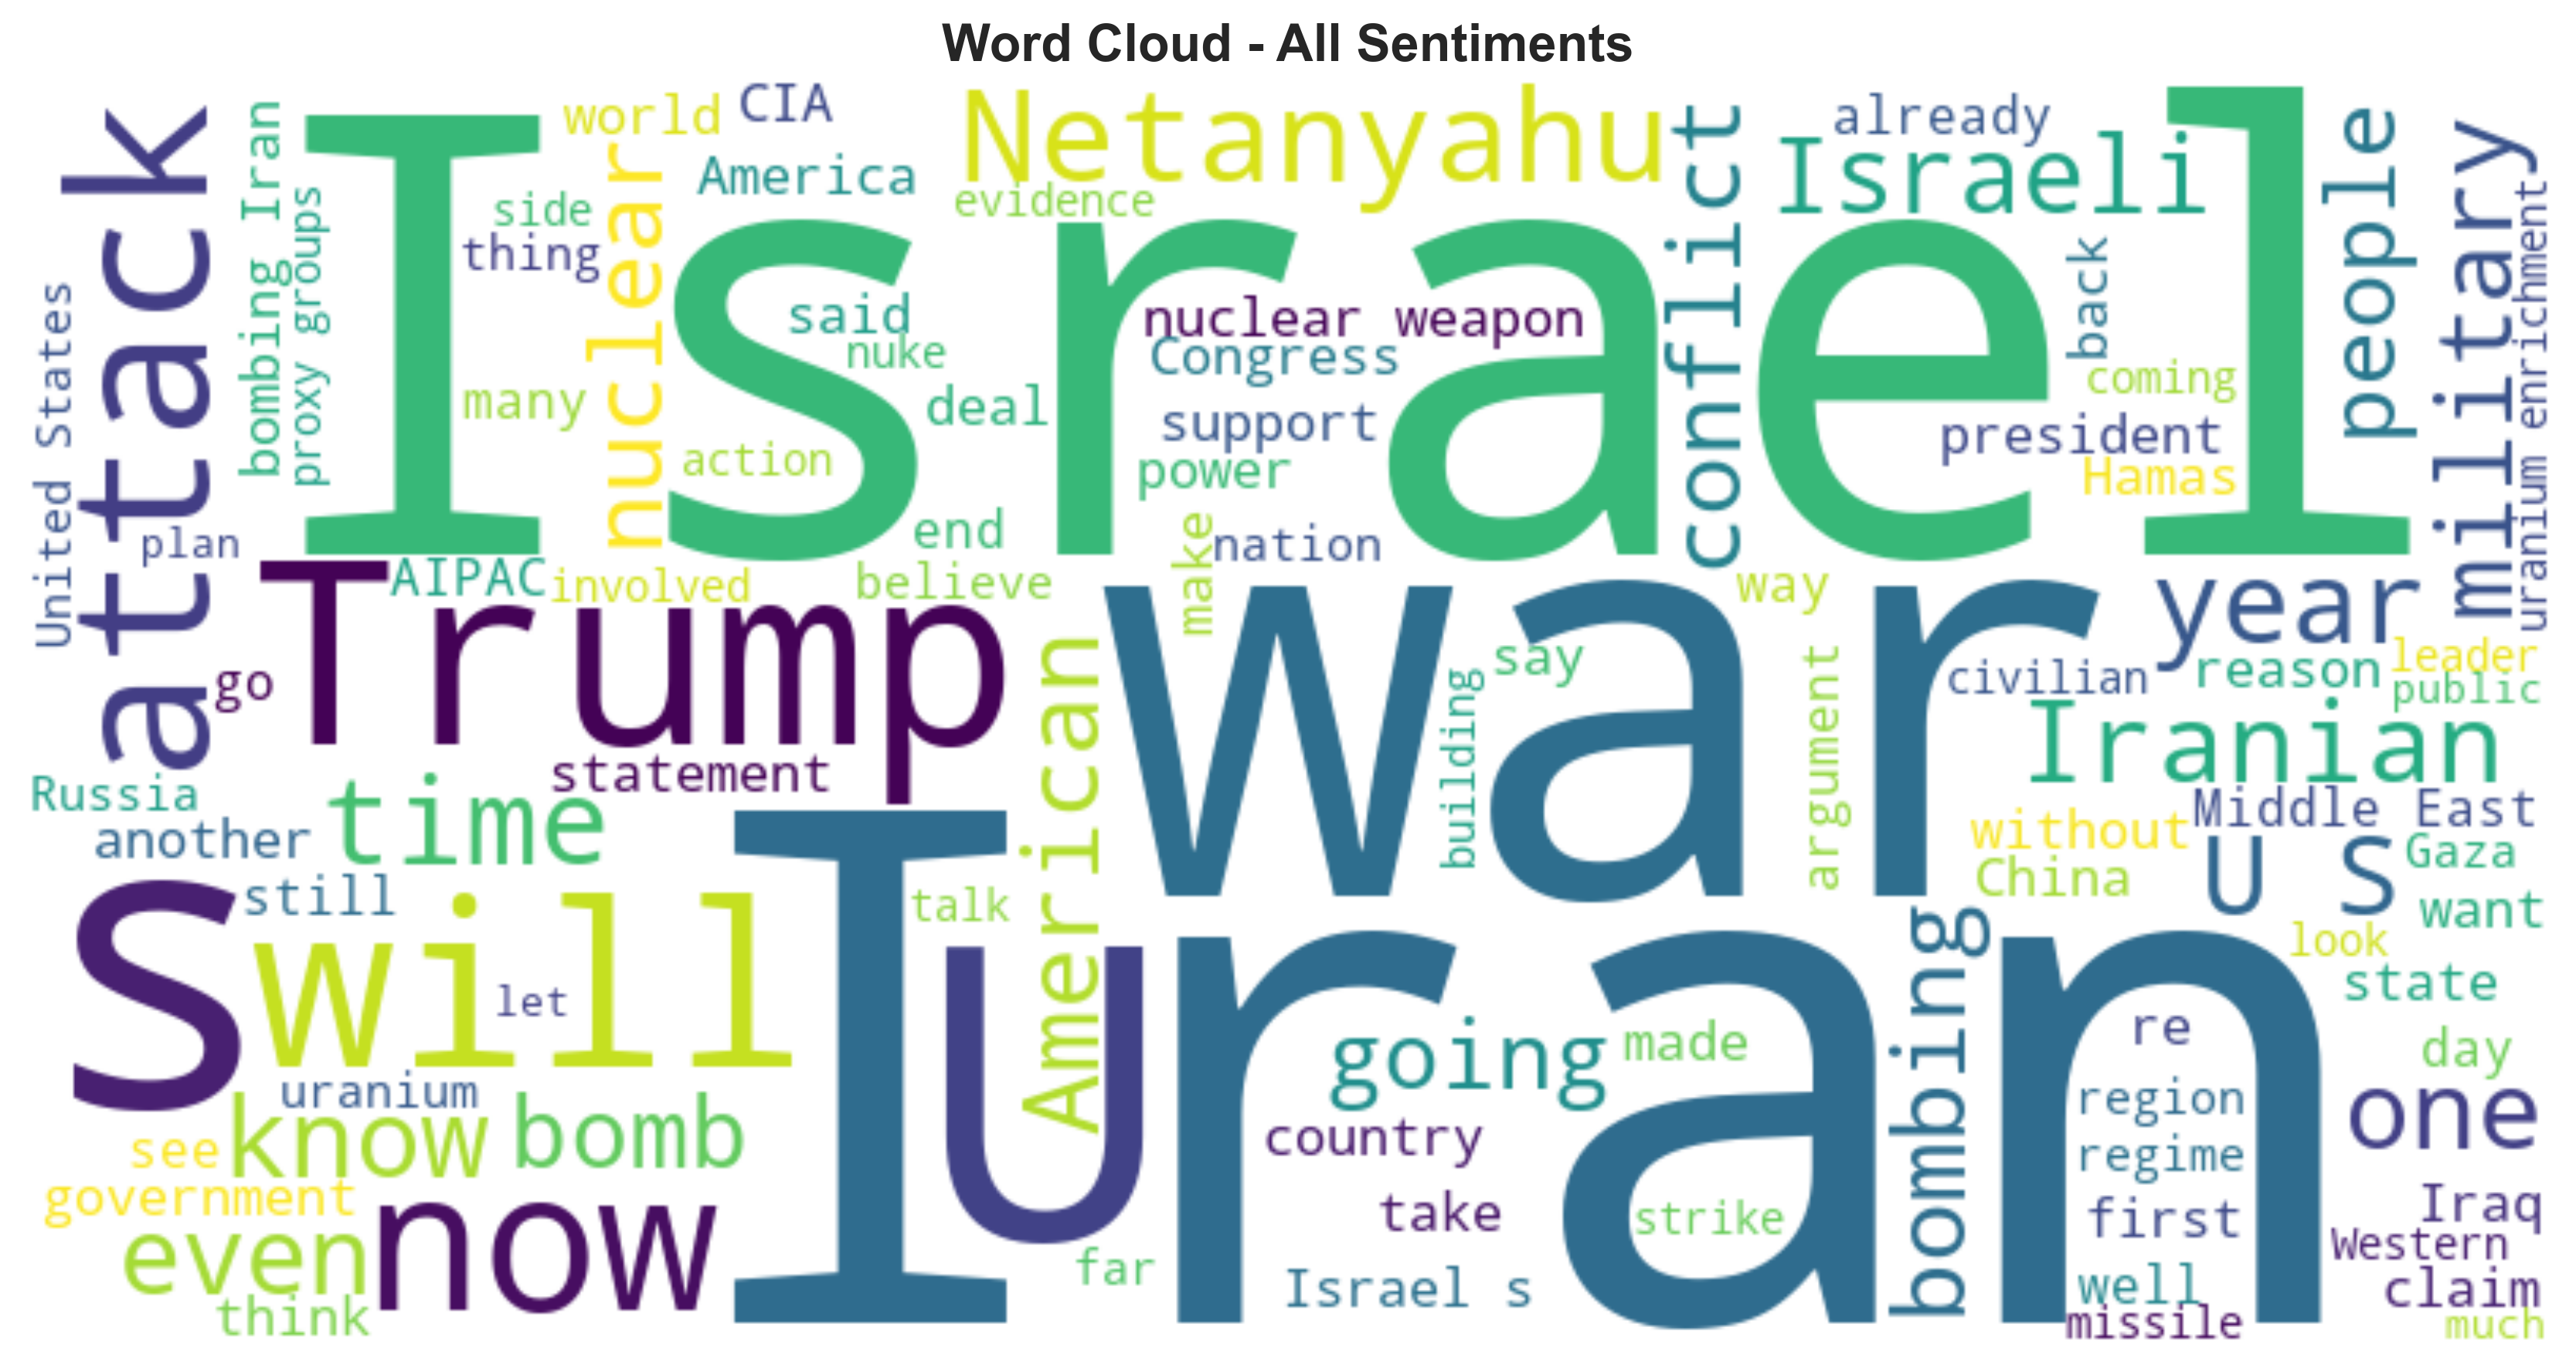 Word Cloud - All Sentiments
attack
United States
bombing Iran
proxy groups
Israel
world
CIA
America
side
thing
nuclear
Netanyahu
evidence
conflict
already
Israeli
people
military
uranium enrichment
back
said
nuke
nuclear weapon
Congress
many
deal
support
action
power
coming
president
Hamas
end
nation
make
plan
AIPAC
involved
believe
way
Trump
war
year
go
American
say
building
argument
civilian
reason
leader
public
Iranian
statement
Russia
time
another
Middle East
without
China
U S
Gaza
want
S
still
will
let
talk
look
state
Iran
U
bombing
going
made
re
day
region
regime
one
uranium
know
bomb
see
government
now
even
think
country
take
strike
far
Israel s
first
well
missile
Iraq
Western
claim
much